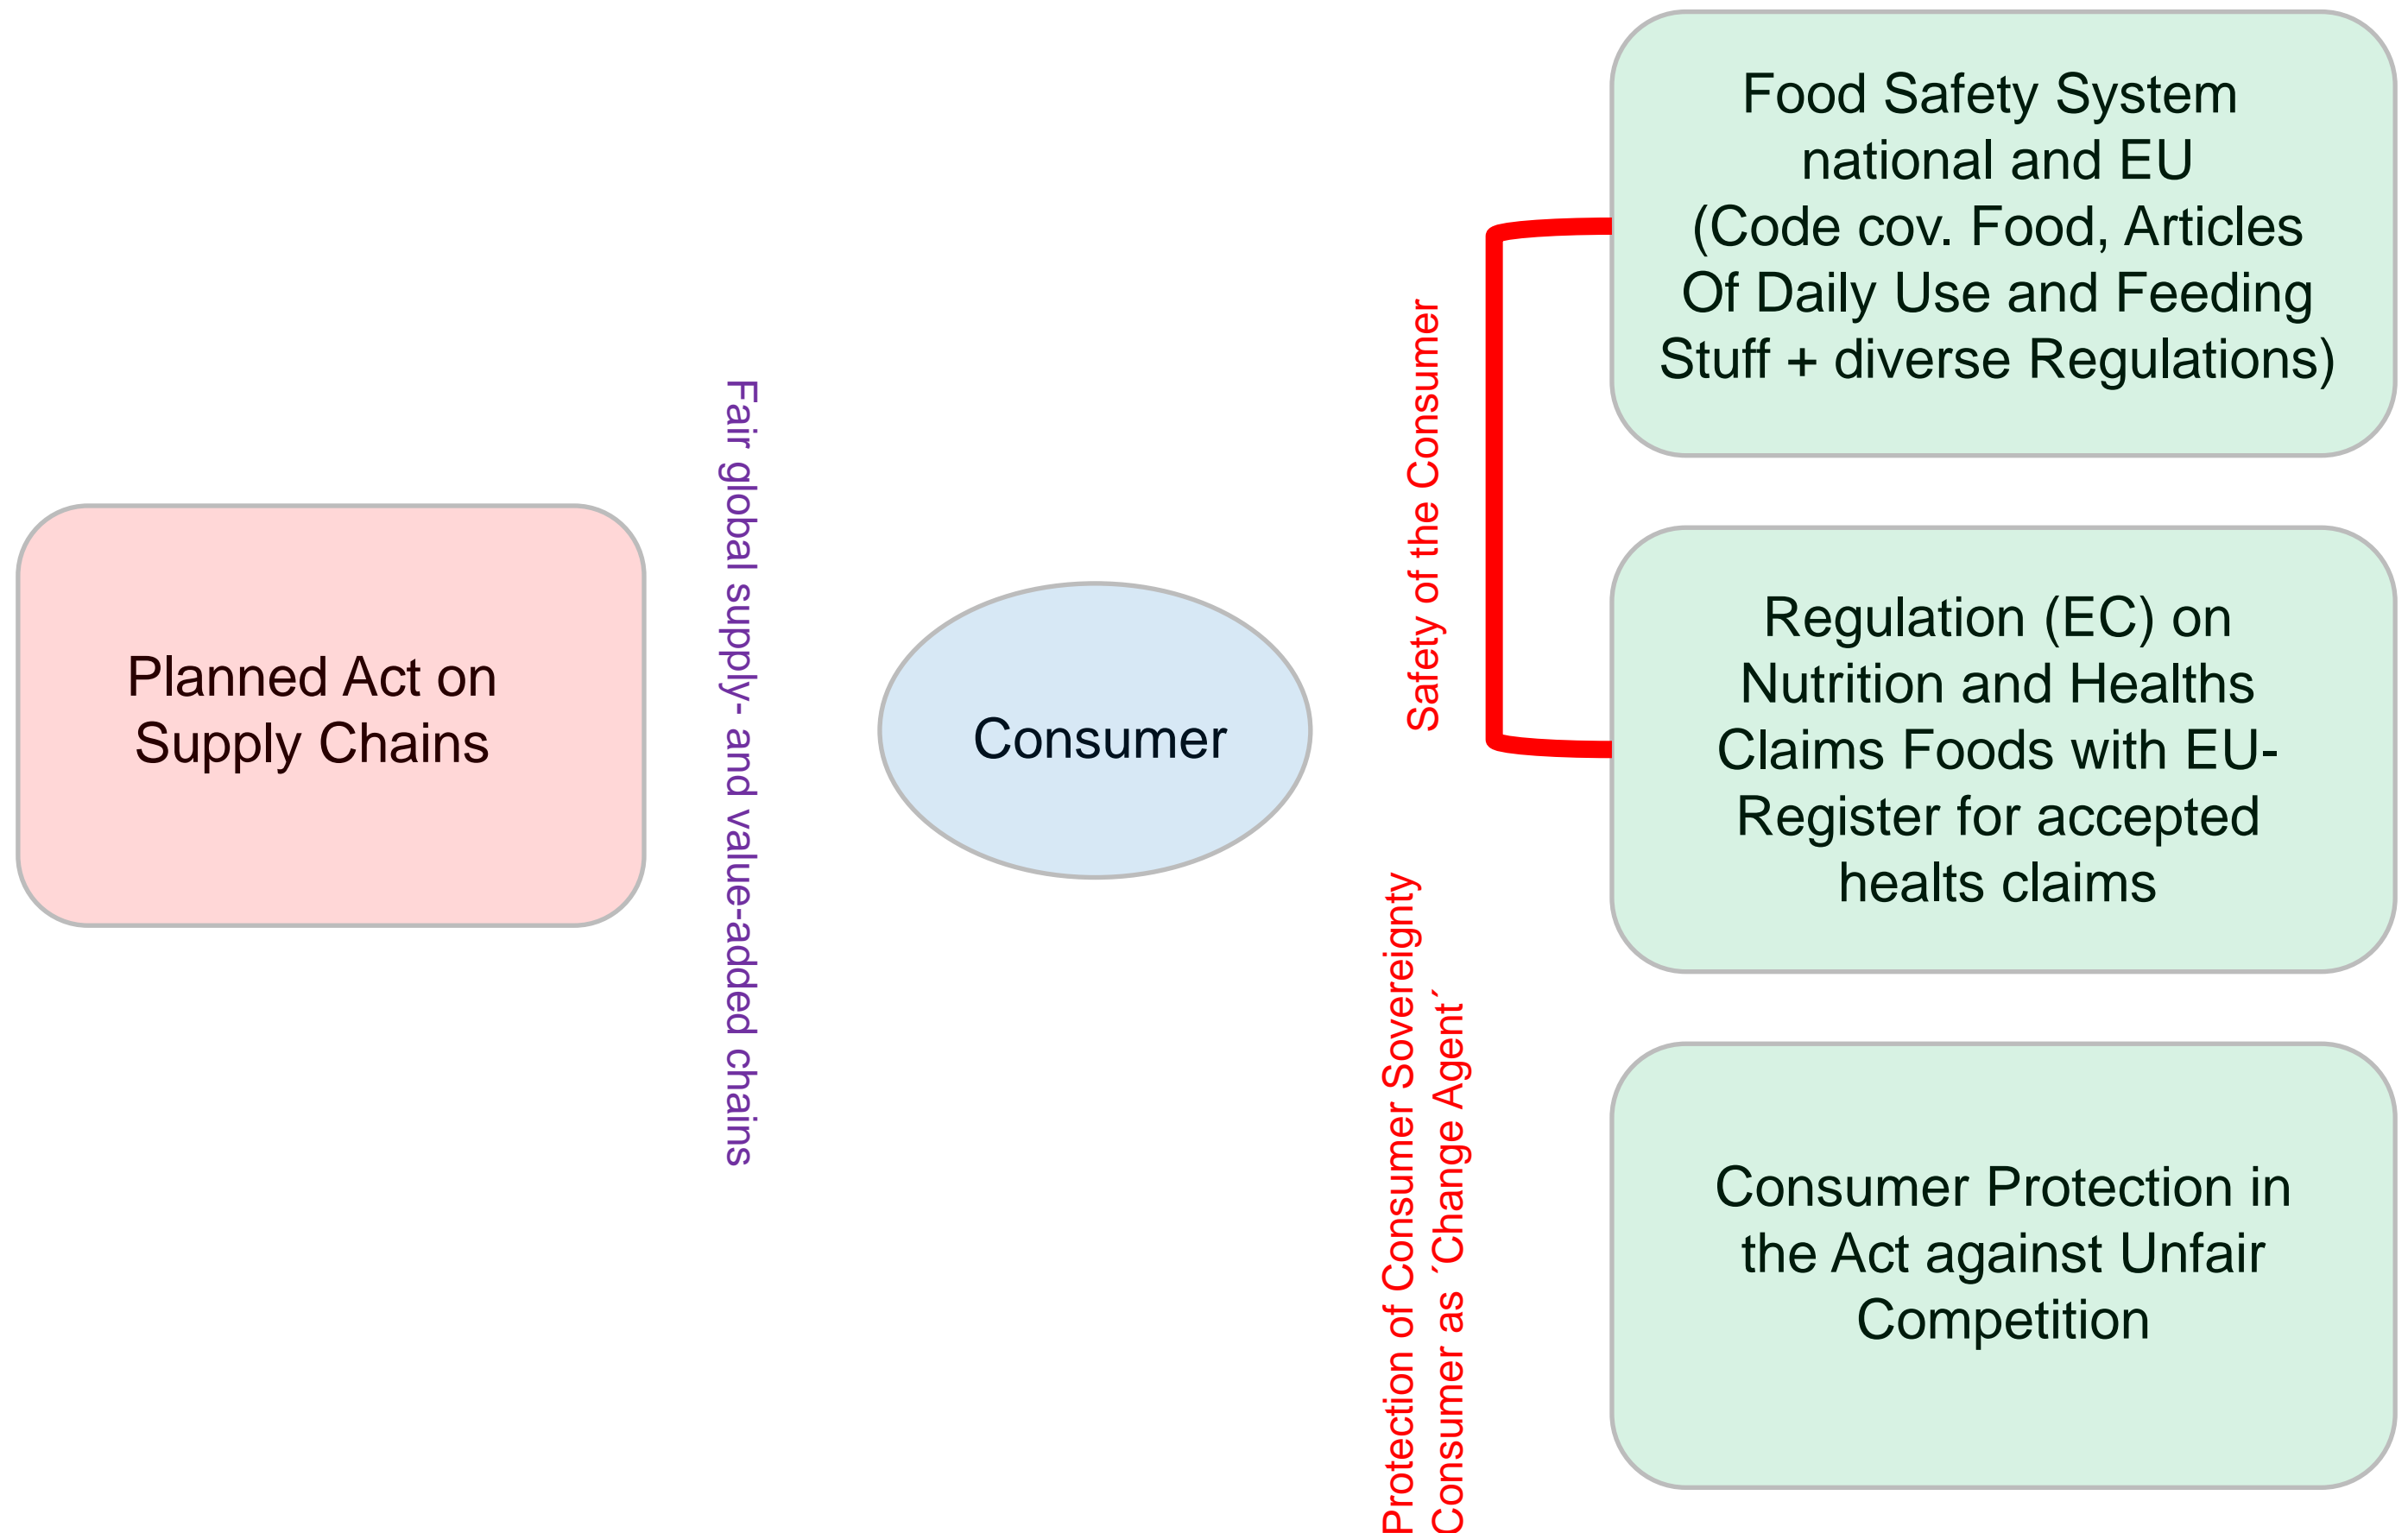 Planned Act on
Supply Chains
Fair global supply- and value-added chains
Consumer
Safety of the Consumer
Protection of Consumer Sovereignty
Consumer as ´Change Agent´
Food Safety System
national and EU
(Code cov. Food, Articles
Of Daily Use and Feeding
Stuff + diverse Regulations)
Regulation (EC) on
Nutrition and Healths
Claims Foods with EU-
Register for accepted
healts claims
Consumer Protection in
the Act against Unfair
Competition